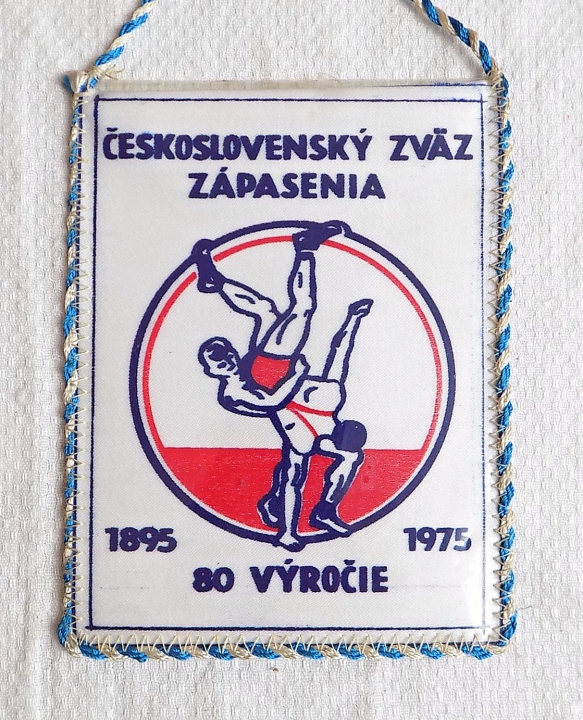 ČESKOSLOVENSKÝ ZVÄZ
ZÁPASENIA
1895 1975
80 VÝROČIE